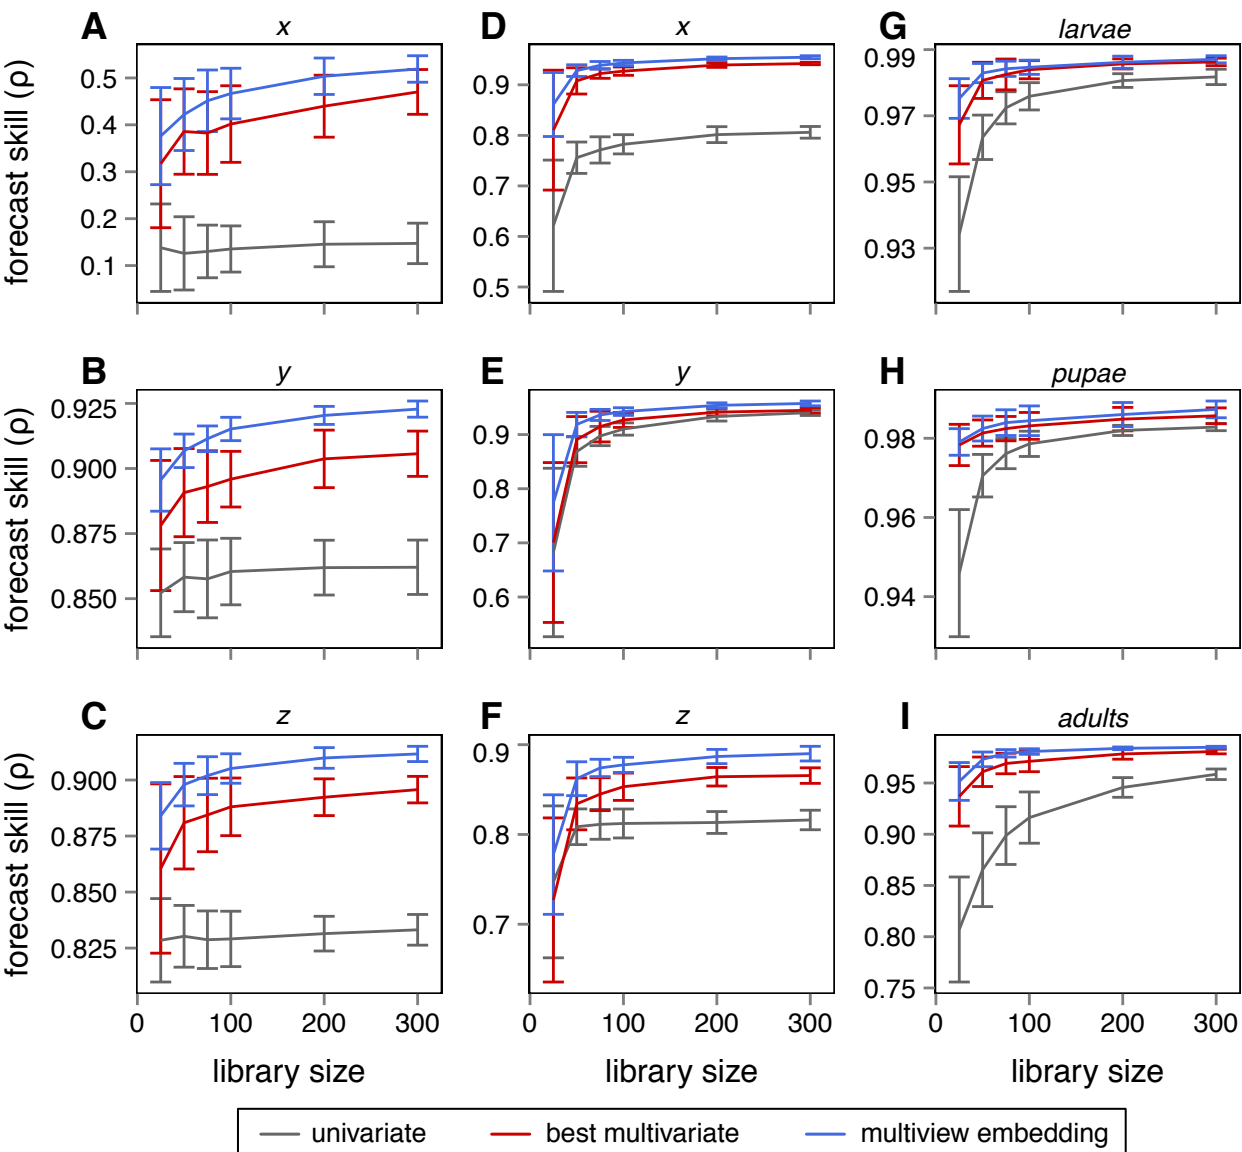 A x
D x
G larvae
forecast skill (ρ)
0.5
0.4
0.3
0.2
0.1
0.9
0.8
0.7
0.6
0.5
0.99
0.97
0.95
0.93
B y
E y
H pupae
forecast skill (ρ)
0.925
0.900
0.875
0.850
0.9
0.8
0.7
0.6
0.98
0.96
0.94
C z
F z
I adults
forecast skill (ρ)
0.900
0.875
0.850
0.825
0.9
0.8
0.7
0.95
0.90
0.85
0.80
0.75
0 100 200 300
0 100 200 300
0 100 200 300
library size
library size
library size
univariate best multivariate multiview embedding